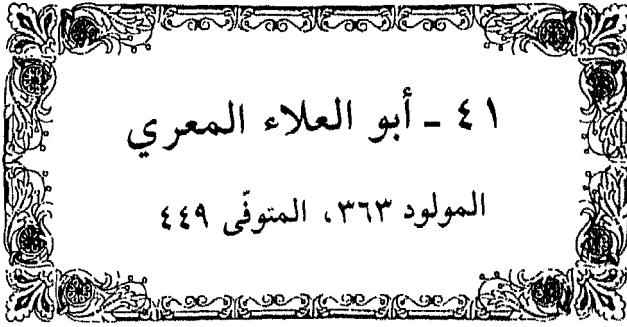 ٤١ - أبو العلاء المعري
المولود ٣٦٣، المتوفّى ٤٤٩